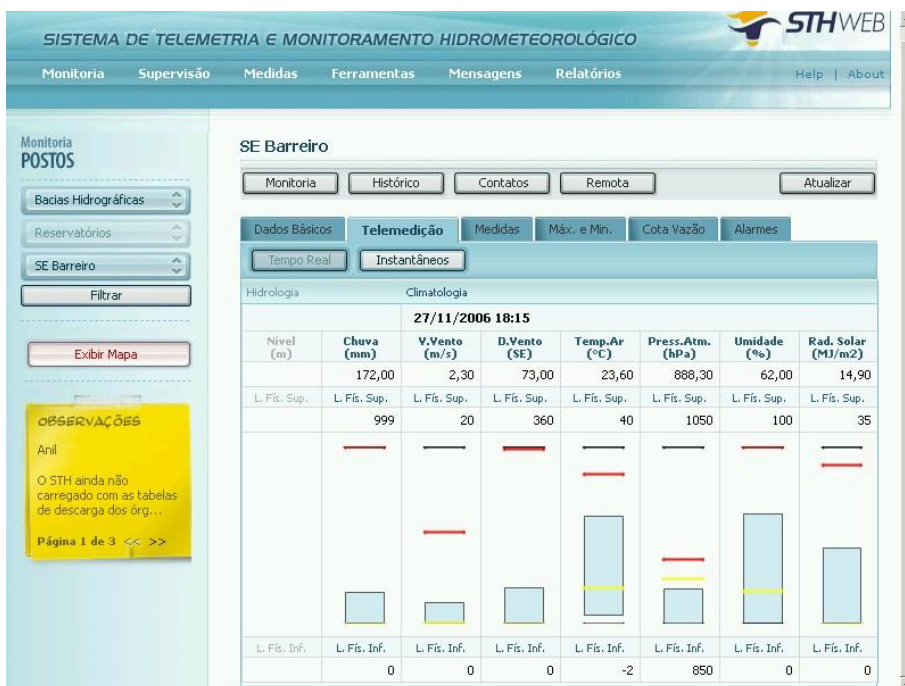 SISTEMA DE TELEMETRIA E MONITORAMENTO HIDROMETEOROLÓGICO
STHWEB
Monitoria Supervisão Medidas Ferramentas Mensagens Relatórios Help | About
Monitoria
POSTOS
Bacias Hidrográficas
Reservatórios
SE Barreiro
Filtrar
Exibir Mapa
OBSERVAÇÕES
Anil
O STH ainda não
carregado com as tabelas
de descarga dos órg...
Página 1 de 3 << >>
SE Barreiro
Monitoria Histórico Contatos Remota Atualizar
Dados Básicos Telemedição Medidas Máx. e Min. Cota Vazão Alarmes
Tempo Real Instantâneos
Hidrologia Climatologia
27/11/2006 18:15
Nível Chuva V.Vento D.Vento Temp.Ar Press.Atm. Umidade Rad. Solar
(m) (mm) (m/s) (SE) (°C) (hPa) (%) (MJ/m2)
172,00 2,30 73,00 23,60 888,30 62,00 14,90
L. Fís. Sup. L. Fís. Sup. L. Fís. Sup. L. Fís. Sup. L. Fís. Sup. L. Fís. Sup. L. Fís. Sup. L. Fís. Sup.
999 20 360 40 1050 100 35
L. Fís. Inf. L. Fís. Inf. L. Fís. Inf. L. Fís. Inf. L. Fís. Inf. L. Fís. Inf. L. Fís. Inf. L. Fís. Inf.
0 0 0 -2 850 0 0